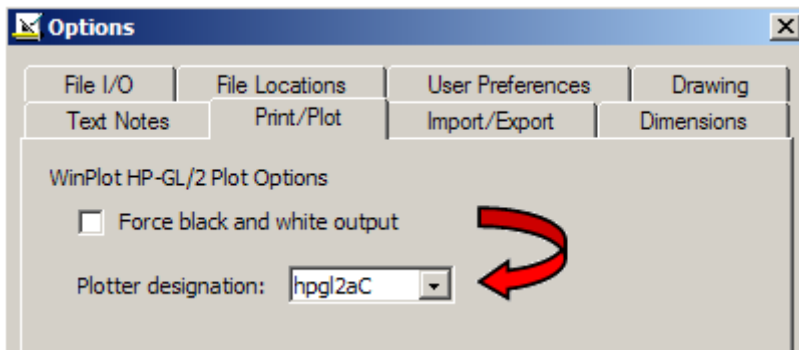 Options
File I/O File Locations User Preferences Drawing
Text Notes Print/Plot Import/Export Dimensions
WinPlot HP-GL/2 Plot Options
Force black and white output
Plotter designation: hpgl2aC